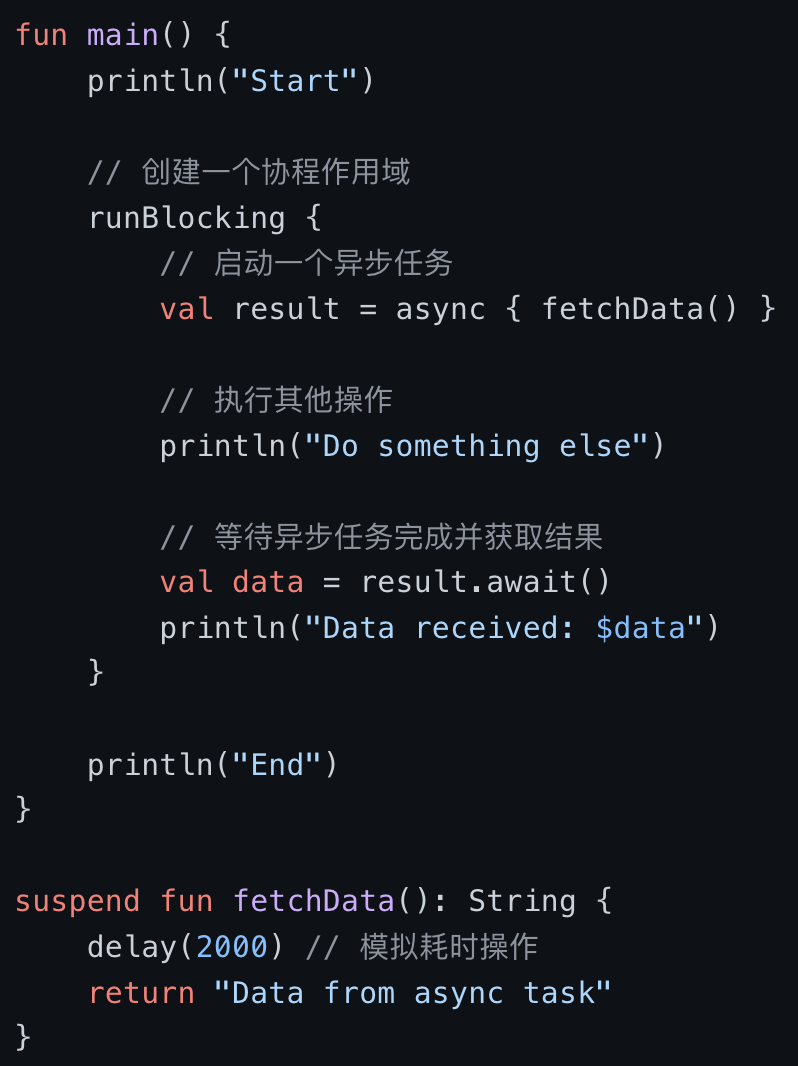 fun main() {
    println("Start")

    // 创建一个协程作用域
    runBlocking {
        // 启动一个异步任务
        val result = async { fetchData() }

        // 执行其他操作
        println("Do something else")

        // 等待异步任务完成并获取结果
        val data = result.await()
        println("Data received: $data")
    }

    println("End")
}

suspend fun fetchData(): String {
    delay(2000) // 模拟耗时操作
    return "Data from async task"
}